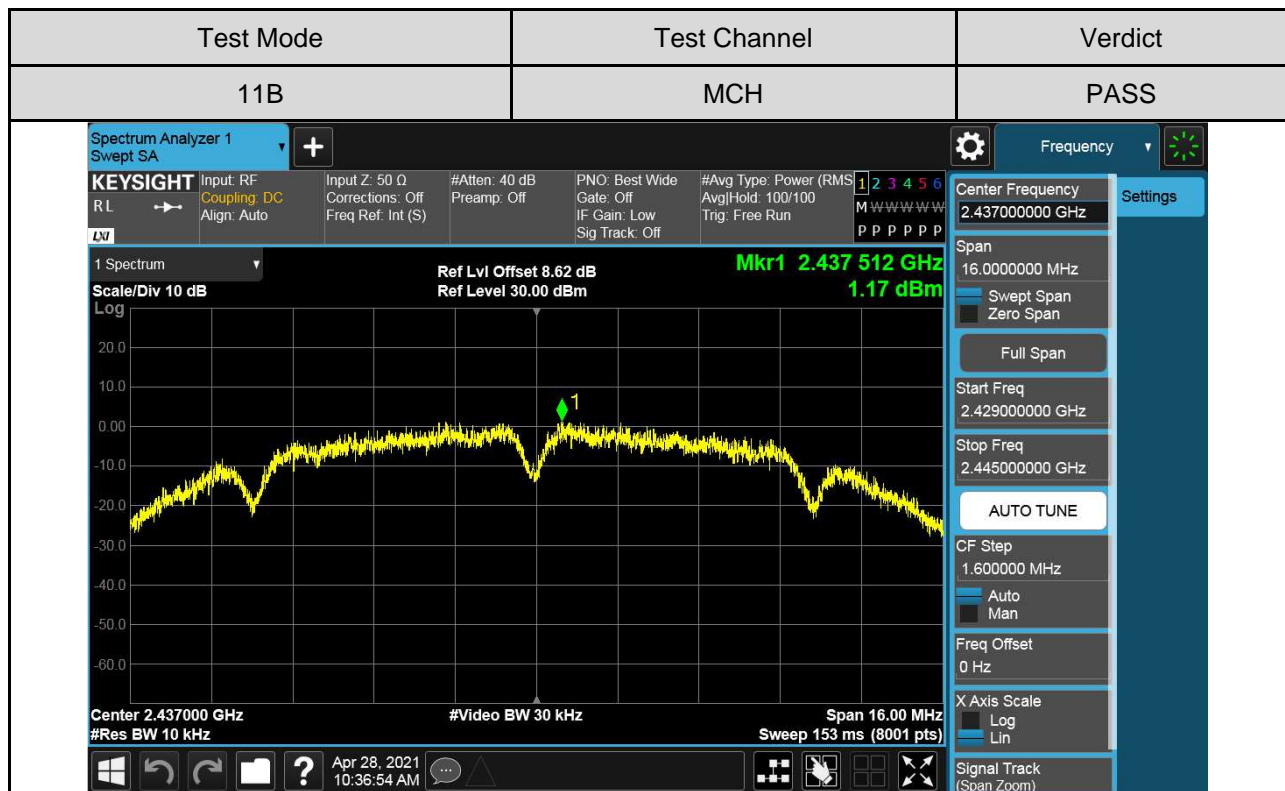 Test Mode Test Channel Verdict
11B MCH PASS
Spectrum Analyzer 1
Swept SA
Frequency
KEYSIGHT
R L
LXI
Input: RF
Coupling: DC
Align: Auto
Input Z: 50 Ω
Corrections: Off
Freq Ref: Int (S)
#Atten: 40 dB
Preamp: Off
PNO: Best Wide
Gate: Off
IF Gain: Low
Sig Track: Off
#Avg Type: Power (RMS
Avg|Hold: 100/100
Trig: Free Run
1 2 3 4 5 6
M W W W W W
P P P P P P
1 Spectrum
Scale/Div 10 dB
Ref Lvl Offset 8.62 dB
Ref Level 30.00 dBm
Mkr1 2.437 512 GHz
1.17 dBm
Log
20.0
10.0
0.00
-10.0
-20.0
-30.0
-40.0
-50.0
-60.0
1
Center 2.437000 GHz
#Res BW 10 kHz
#Video BW 30 kHz
Span 16.00 MHz
Sweep 153 ms (8001 pts)
? Apr 28, 2021
10:36:54 AM
Center Frequency
2.437000000 GHz
Settings
Span
16.0000000 MHz
Swept Span
Zero Span
Full Span
Start Freq
2.429000000 GHz
Stop Freq
2.445000000 GHz
AUTO TUNE
CF Step
1.600000 MHz
Auto
Man
Freq Offset
0 Hz
X Axis Scale
Log
Lin
Signal Track
(Span Zoom)